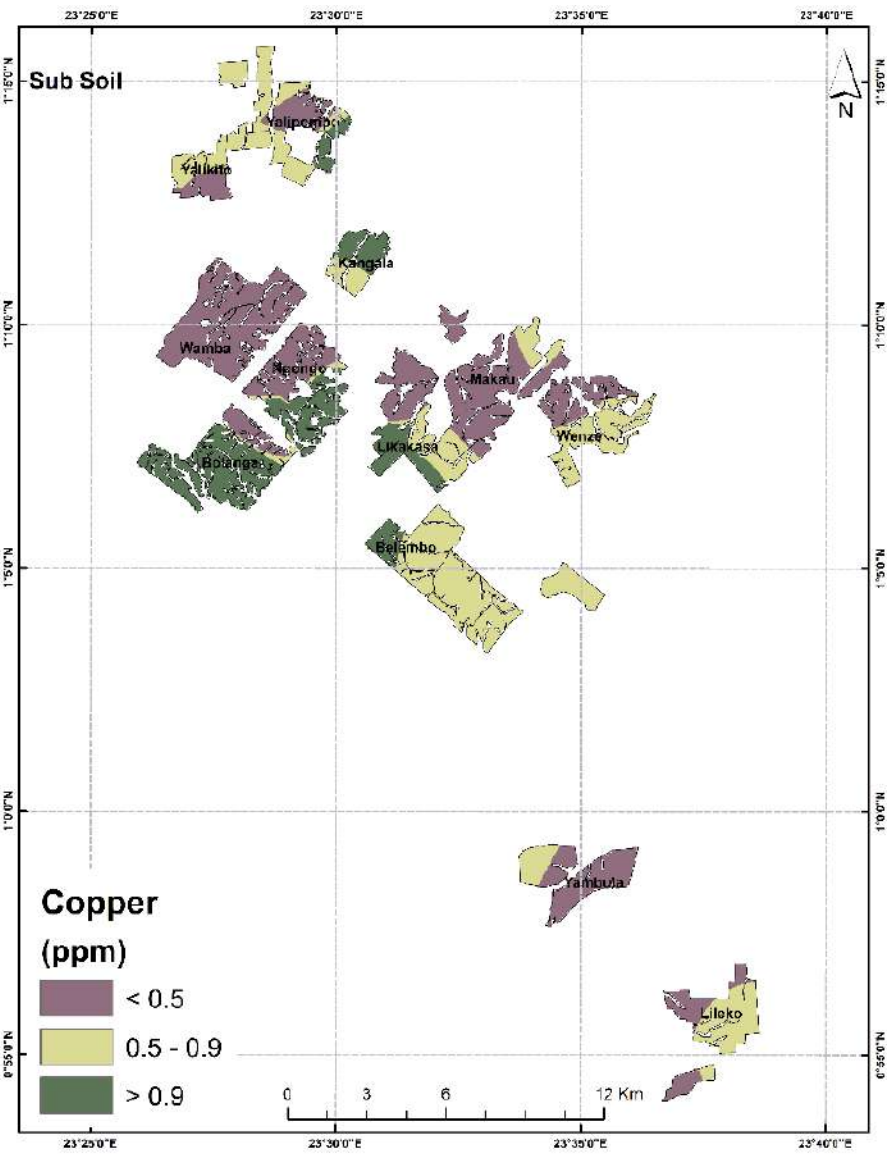 23°25'0"E 23°30'0"E 23°35'0"E 23°40'0"E
Sub Soil
1°15'0"N 1°15'0"N
N
Yalipombo
Yalikito
Kangala
1°10'0"N 1°10'0"N
Wamba
Ngongo
Makau
Wenze
Likakasa
Bolanga
Belembo
1°5'0"N 1°5'0"N
1°0'0"N 1°0'0"N
Yambula
Copper
(ppm)
< 0.5
0.5 - 0.9
> 0.9
Lileko
0°55'0"N 0°55'0"N
0 3 6 12 Km
23°25'0"E 23°30'0"E 23°35'0"E 23°40'0"E